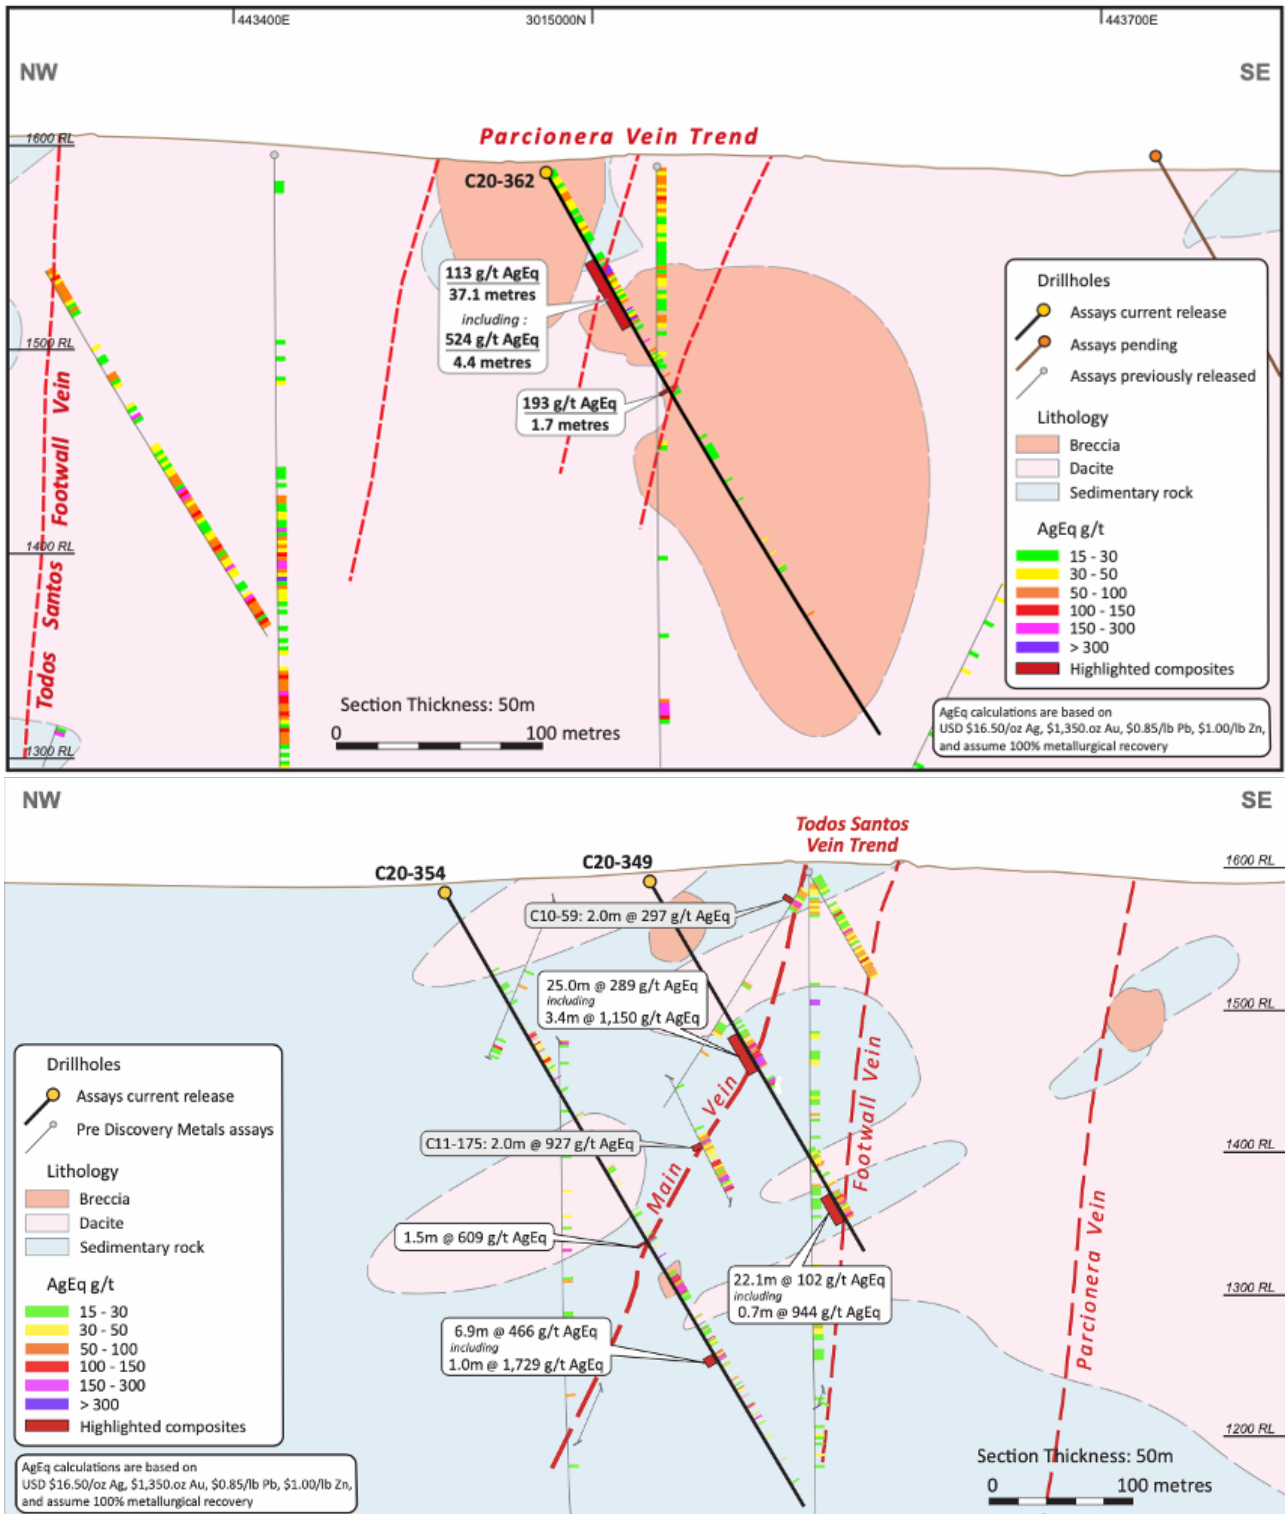 443400E
3015000N
443700E
NW
SE
Parcionera Vein Trend
1600 RL
C20-362
113 g/t AgEq
37.1 metres
including :
524 g/t AgEq
4.4 metres
193 g/t AgEq
1.7 metres
1500 RL
1400 RL
1300 RL
Todos Santos Footwall Vein
Drillholes
Assays current release
Assays pending
Assays previously released
Lithology
Breccia
Dacite
Sedimentary rock
AgEq g/t
15 - 30
30 - 50
50 - 100
100 - 150
150 - 300
> 300
Highlighted composites
Section Thickness: 50m
0 100 metres
AgEq calculations are based on
USD $16.50/oz Ag, $1,350.oz Au, $0.85/lb Pb, $1.00/lb Zn,
and assume 100% metallurgical recovery
NW
SE
Todos Santos
Vein Trend
C20-354
C20-349
1600 RL
C10-59: 2.0m @ 297 g/t AgEq
25.0m @ 289 g/t AgEq
including
3.4m @ 1,150 g/t AgEq
1500 RL
C11-175: 2.0m @ 927 g/t AgEq
1400 RL
Main Vein
Footwall Vein
Parcionera Vein
1.5m @ 609 g/t AgEq
22.1m @ 102 g/t AgEq
including
0.7m @ 944 g/t AgEq
1300 RL
6.9m @ 466 g/t AgEq
including
1.0m @ 1,729 g/t AgEq
1200 RL
Drillholes
Assays current release
Pre Discovery Metals assays
Lithology
Breccia
Dacite
Sedimentary rock
AgEq g/t
15 - 30
30 - 50
50 - 100
100 - 150
150 - 300
> 300
Highlighted composites
AgEq calculations are based on
USD $16.50/oz Ag, $1,350.oz Au, $0.85/lb Pb, $1.00/lb Zn,
and assume 100% metallurgical recovery
Section Thickness: 50m
0 100 metres